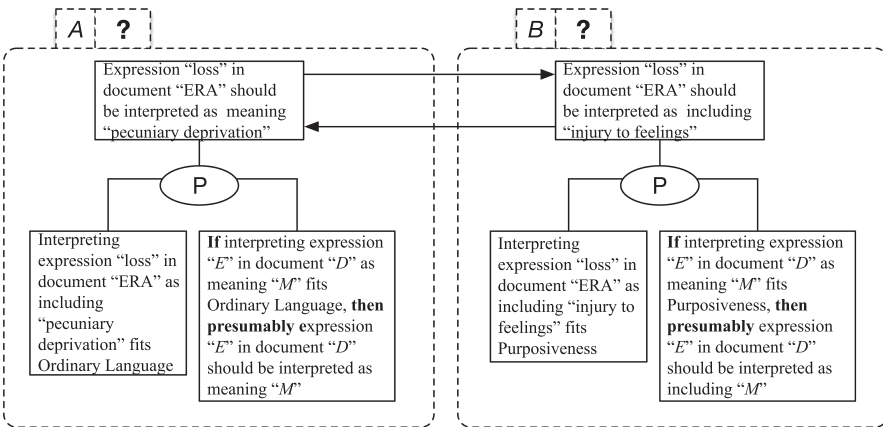 A ?
Expression “loss” in
document “ERA” should
be interpreted as meaning
“pecuniary deprivation”
P
Interpreting
expression “loss” in
document “ERA” as
including
“pecuniary
deprivation” fits
Ordinary Language
If interpreting expression
“E” in document “D” as
meaning “M” fits
Ordinary Language, then
presumably expression
“E” in document “D”
should be interpreted as
meaning “M”
B ?
Expression “loss” in
document “ERA” should
be interpreted as including
“injury to feelings”
P
Interpreting
expression “loss” in
document “ERA” as
including “injury to
feelings” fits
Purposiveness
If interpreting expression
“E” in document “D” as
meaning “M” fits
Purposiveness, then
presumably expression
“E” in document “D”
should be interpreted as
including “M”